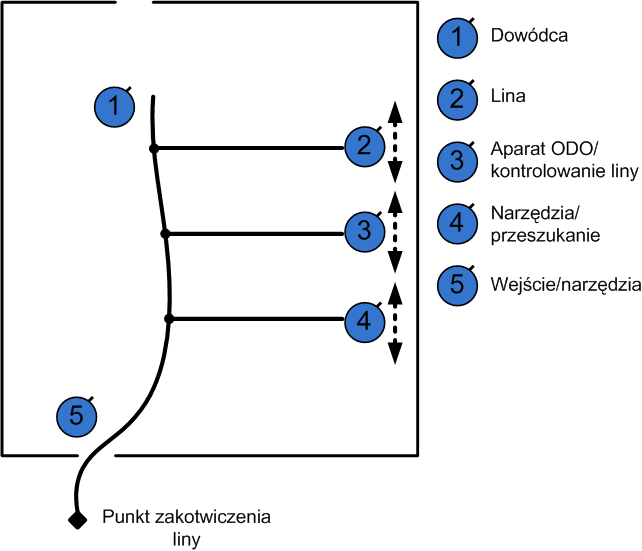 1
Dowódca
2
Lina
3
Aparat ODO/
kontrolowanie liny
4
Narzędzia/
przeszukanie
5
Wejście/narzędzia
1
2
3
4
5
Punkt zakotwiczenia
liny